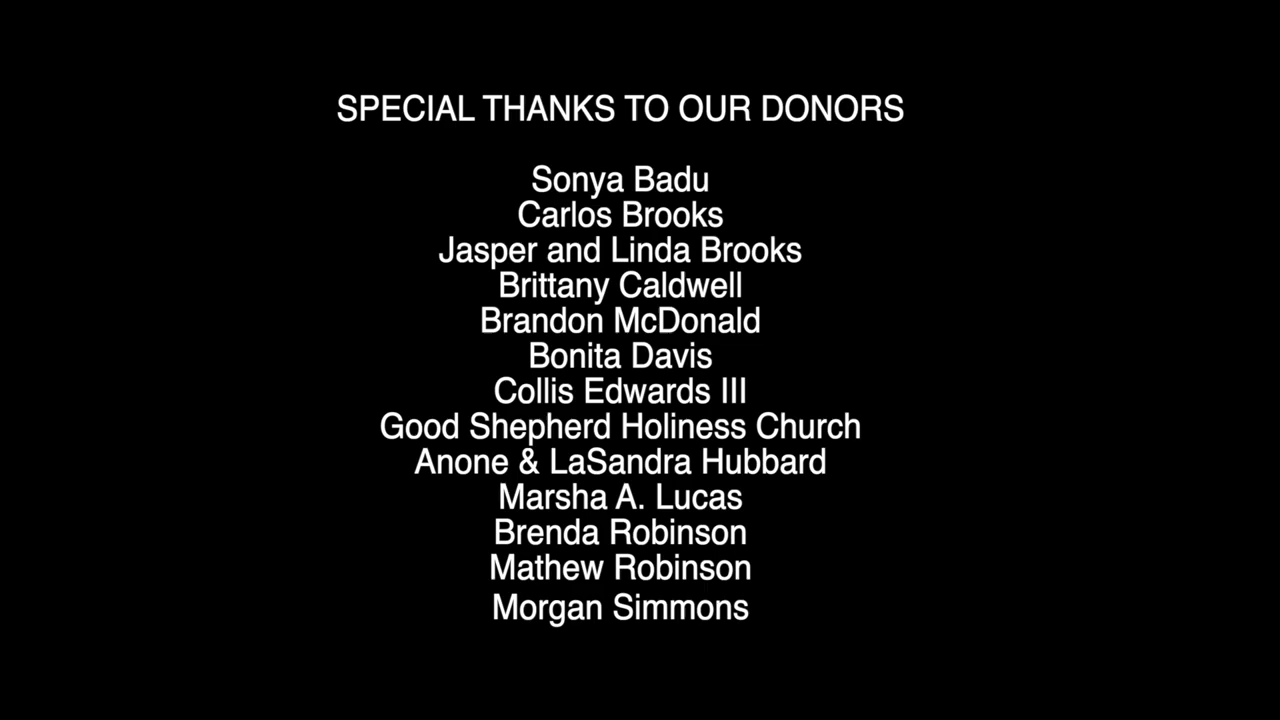 SPECIAL THANKS TO OUR DONORS
Sonya Badu
Carlos Brooks
Jasper and Linda Brooks
Brittany Caldwell
Brandon McDonald
Bonita Davis
Collis Edwards III
Good Shepherd Holiness Church
Anone & LaSandra Hubbard
Marsha A. Lucas
Brenda Robinson
Mathew Robinson
Morgan Simmons